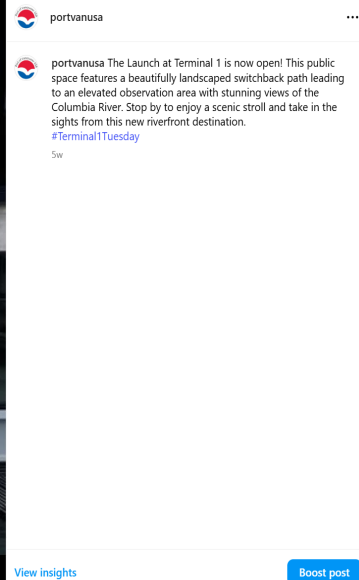 portvanusa
portvanusa The Launch at Terminal 1 is now open! This public
space features a beautifully landscaped switchback path leading
to an elevated observation area with stunning views of the
Columbia River. Stop by to enjoy a scenic stroll and take in the
sights from this new riverfront destination.
#Terminal1Tuesday
5w
View insights
Boost post